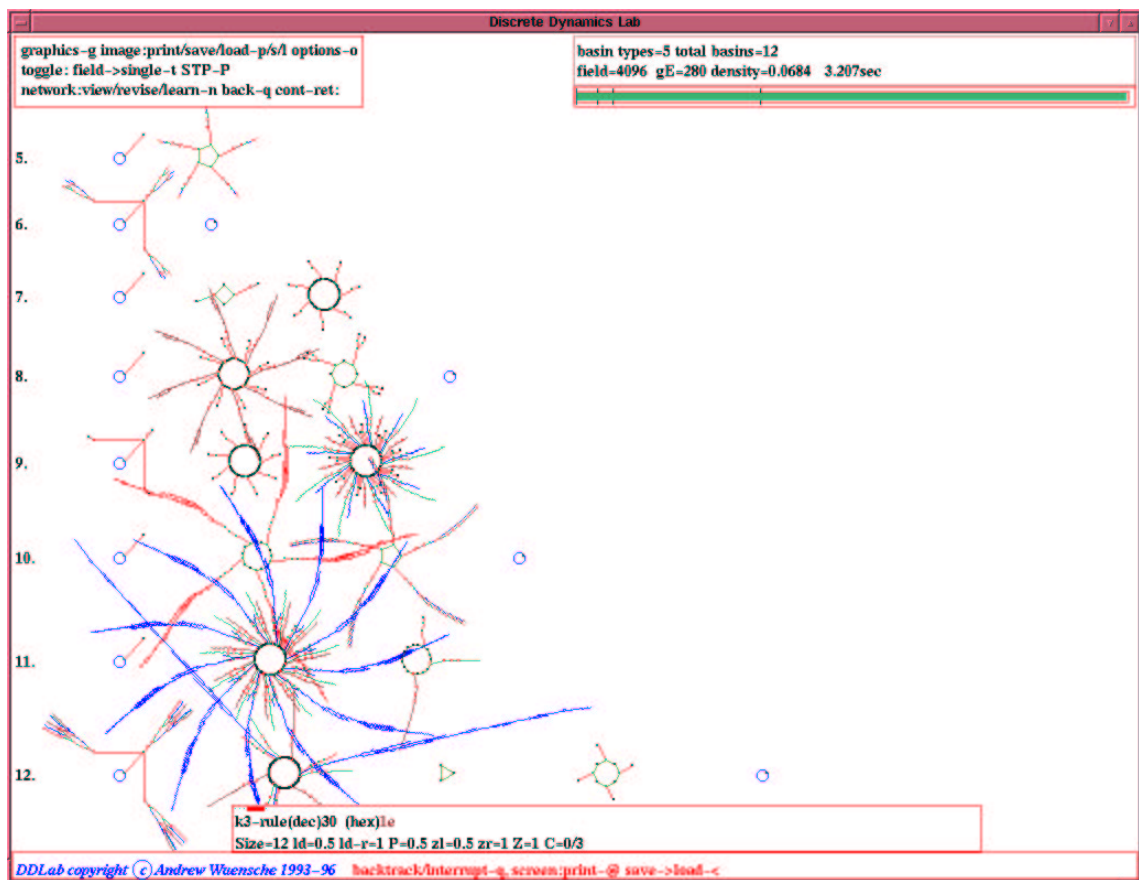 Discrete Dynamics Lab
graphics-g image:print/save/load-p/s/l options-o
toggle: field->single-t STP-P
network:view/revise/learn-n back-q cont-ret:
basin types=5 total basins=12
field=4096 gE=280 density=0.0684 3.207sec
5.
6.
7.
8.
9.
10.
11.
12.
k3-rule(dec)30 (hex)1e
Size=12 ld=0.5 ld-r=1 P=0.5 zl=0.5 zr=1 Z=1 C=0/3
DDLab copyright (c) Andrew Wuensche 1993-96 backtrack/interrupt-q, screen:print-@ save->load-<